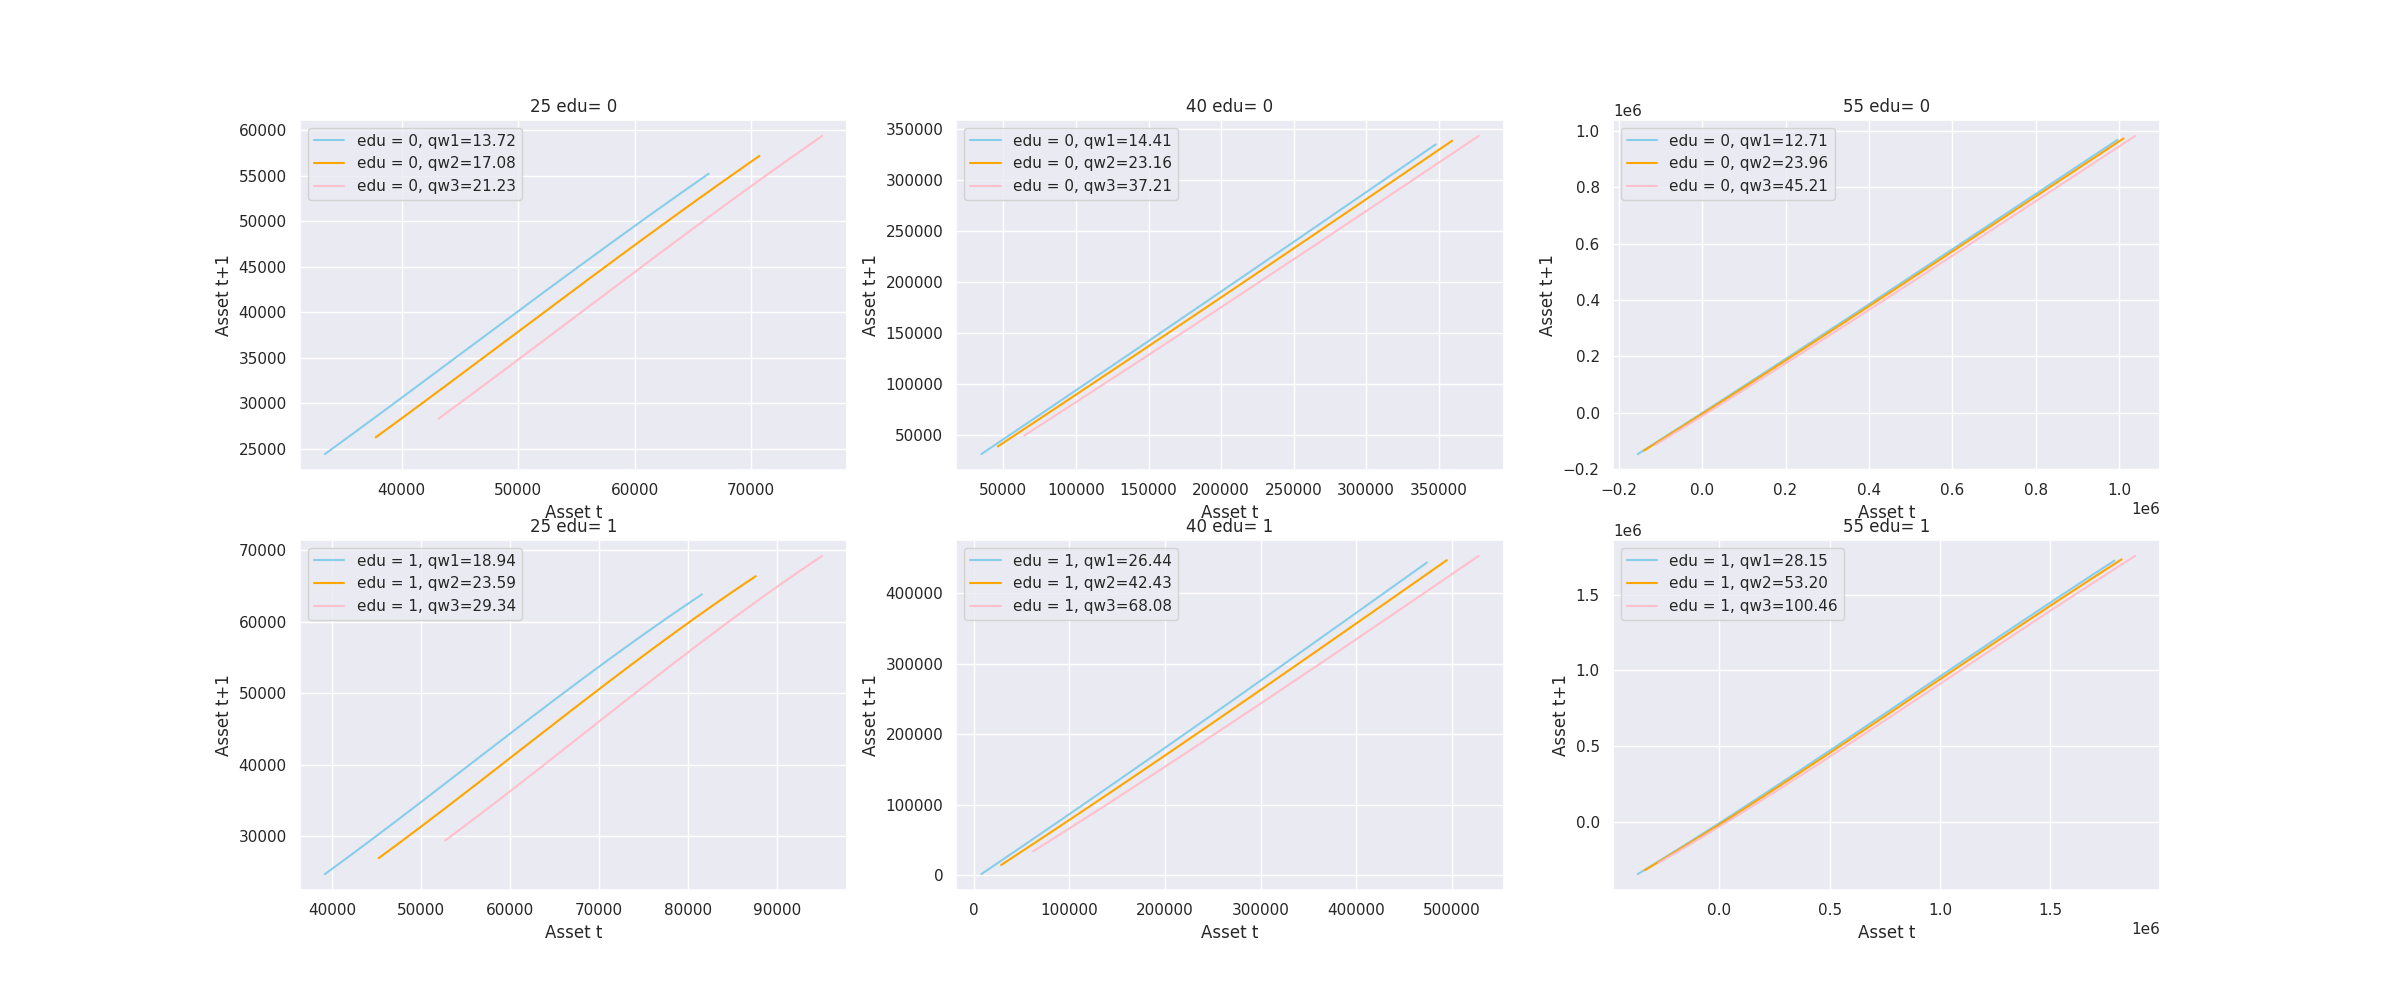 25 edu= 0
edu = 0, qw1=13.72
edu = 0, qw2=17.08
edu = 0, qw3=21.23
60000
55000
50000
45000
40000
35000
30000
25000
Asset t+1
40000 50000 60000 70000
Asset t
40 edu= 0
edu = 0, qw1=14.41
edu = 0, qw2=23.16
edu = 0, qw3=37.21
350000
300000
250000
200000
150000
100000
50000
Asset t+1
50000 100000 150000 200000 250000 300000 350000
Asset t
55 edu= 0
1e6
edu = 0, qw1=12.71
edu = 0, qw2=23.96
edu = 0, qw3=45.21
1.0
0.8
0.6
0.4
0.2
0.0
−0.2
Asset t+1
−0.2 0.0 0.2 0.4 0.6 0.8 1.0
1e6
Asset t
25 edu= 1
edu = 1, qw1=18.94
edu = 1, qw2=23.59
edu = 1, qw3=29.34
70000
60000
50000
40000
30000
Asset t+1
40000 50000 60000 70000 80000 90000
Asset t
40 edu= 1
edu = 1, qw1=26.44
edu = 1, qw2=42.43
edu = 1, qw3=68.08
400000
300000
200000
100000
0
Asset t+1
0 100000 200000 300000 400000 500000
Asset t
55 edu= 1
1e6
edu = 1, qw1=28.15
edu = 1, qw2=53.20
edu = 1, qw3=100.46
1.5
1.0
0.5
0.0
Asset t+1
0.0 0.5 1.0 1.5
1e6
Asset t